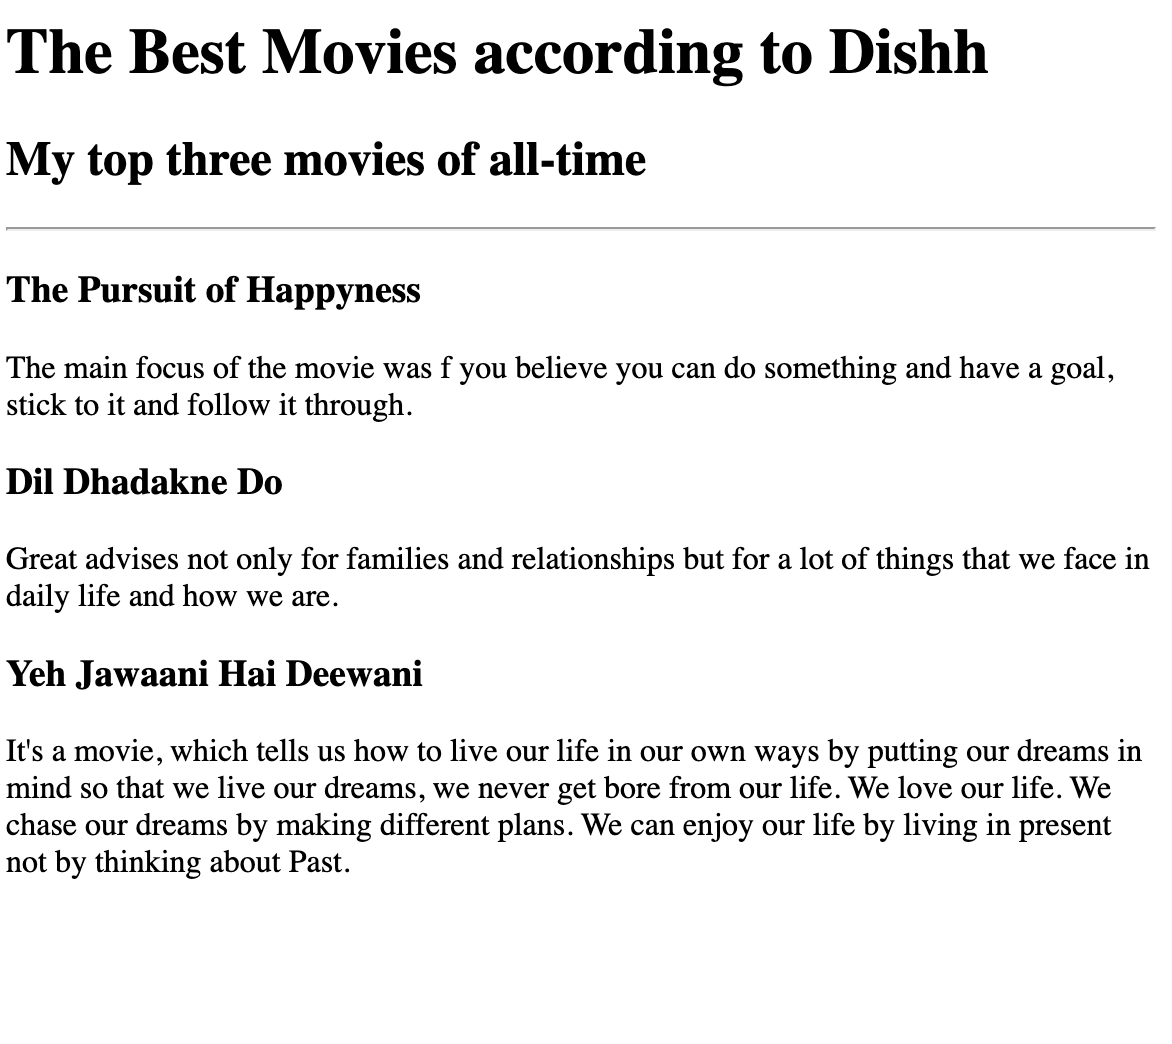 The Best Movies according to Dishh
My top three movies of all-time
The Pursuit of Happyness
The main focus of the movie was f you believe you can do something and have a goal,
stick to it and follow it through.
Dil Dhadakne Do
Great advises not only for families and relationships but for a lot of things that we face in
daily life and how we are.
Yeh Jawaani Hai Deewani
It's a movie, which tells us how to live our life in our own ways by putting our dreams in
mind so that we live our dreams, we never get bore from our life. We love our life. We
chase our dreams by making different plans. We can enjoy our life by living in present
not by thinking about Past.